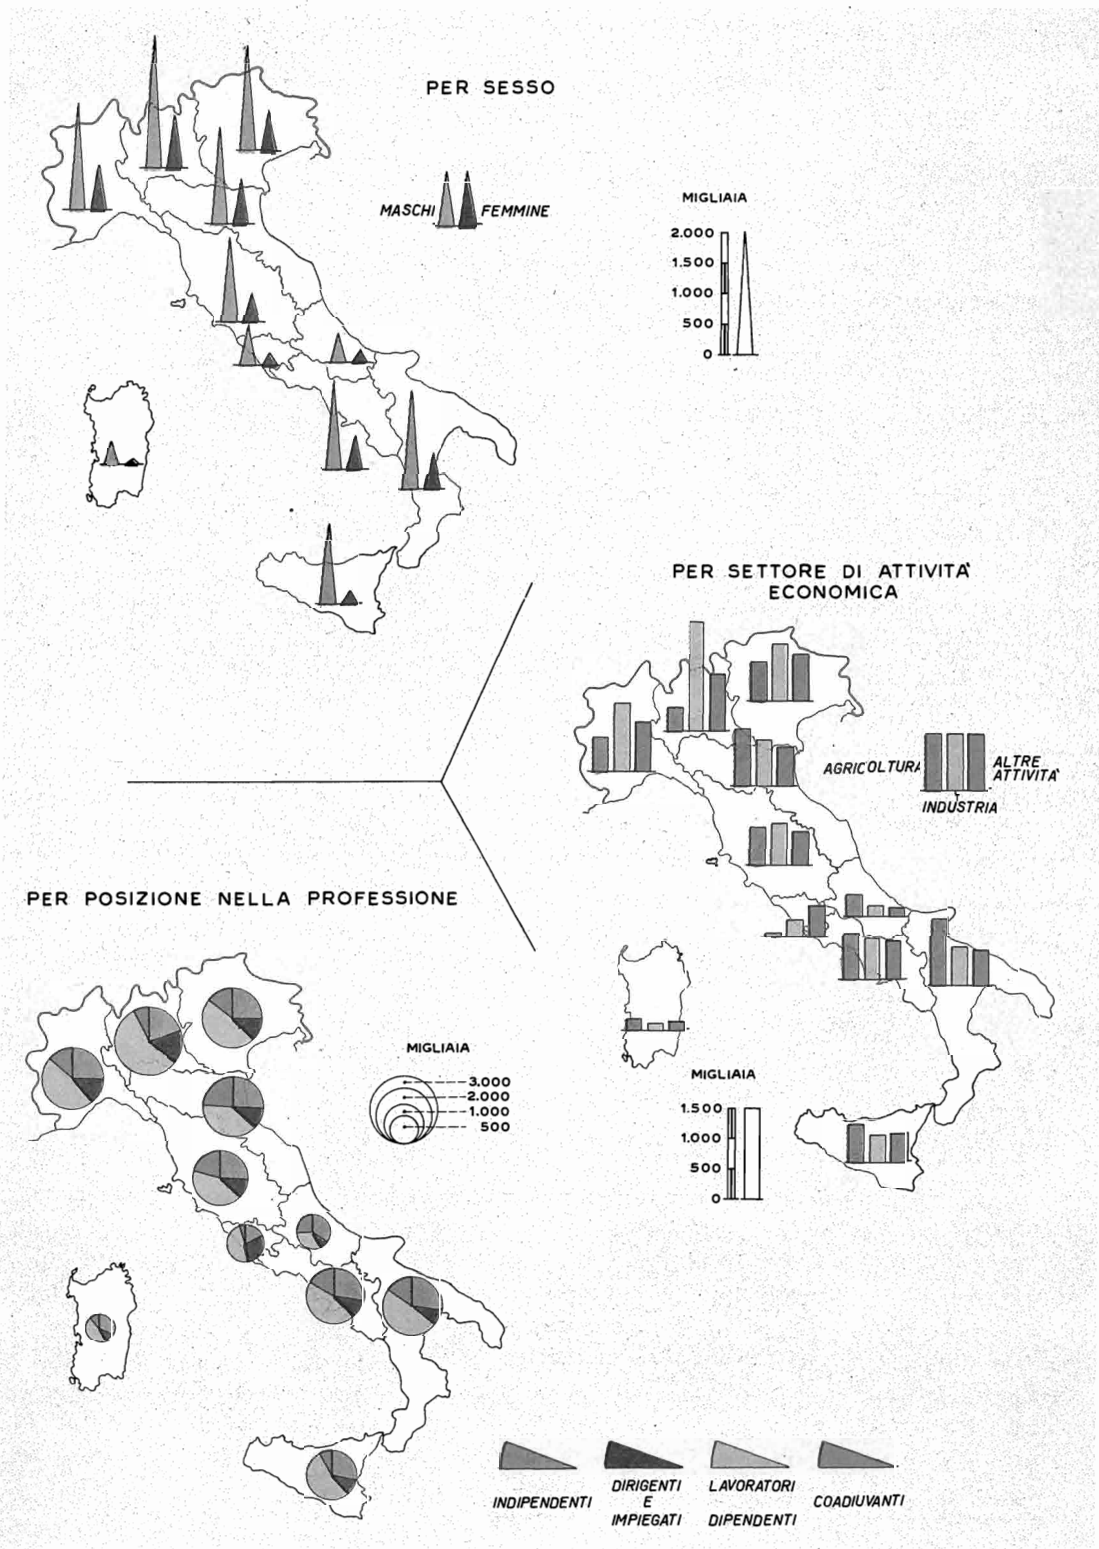 PER SESSO
MASCHI
FEMMINE
MIGLIAIA
2.000
1.500
1.000
500
0
PER SETTORE DI ATTIVITA'
ECONOMICA
AGRICOLTURA
ALTRE
ATTIVITA'
INDUSTRIA
MIGLIAIA
1.500
1.000
500
0
PER POSIZIONE NELLA PROFESSIONE
MIGLIAIA
3.000
2.000
1.000
500
INDIPENDENTI
DIRIGENTI
E
IMPIEGATI
LAVORATORI
DIPENDENTI
COADIUVANTI